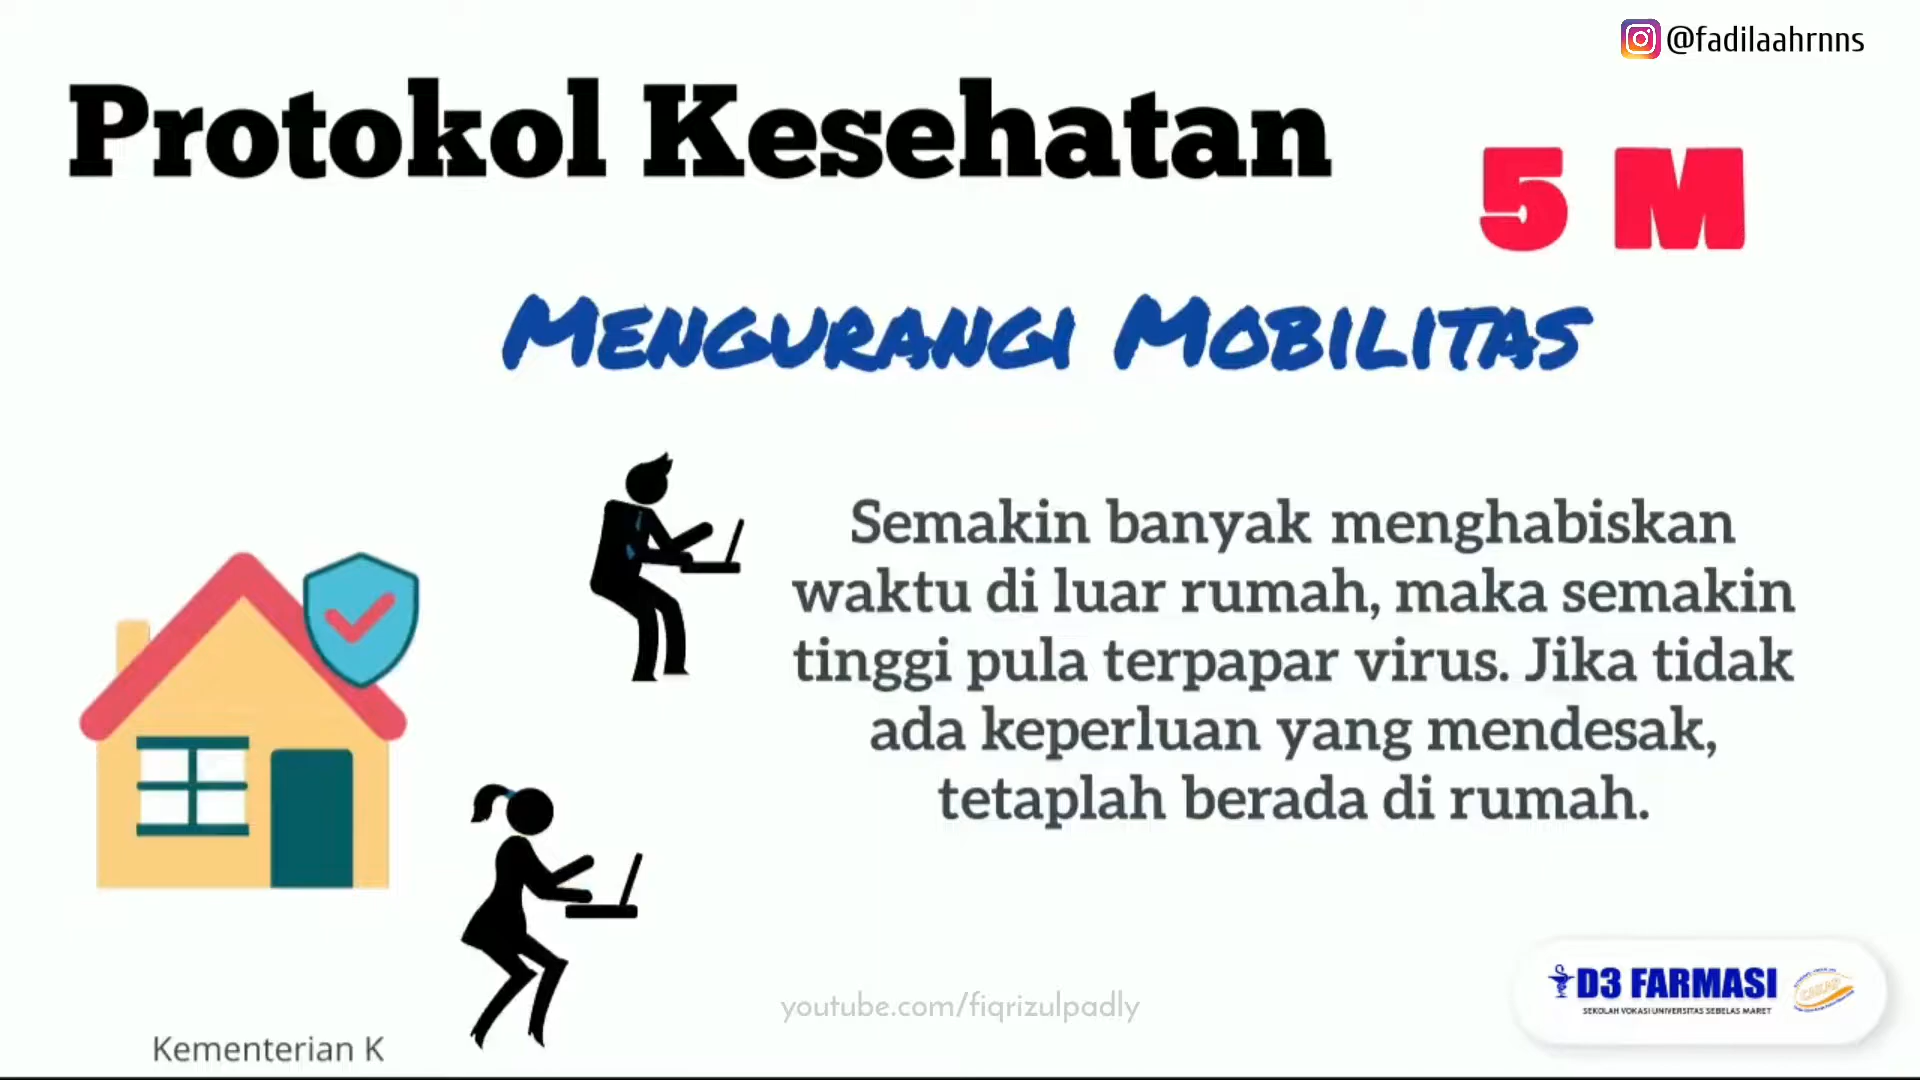 @fadilaahrnns
Protokol Kesehatan
5 M
Mengurangi Mobilitas
Semakin banyak menghabiskan
waktu di luar rumah, maka semakin
tinggi pula terpapar virus. Jika tidak
ada keperluan yang mendesak,
tetaplah berada di rumah.
D3 FARMASI
SEKOLAH VOKASI UNIVERSITAS SEBELAS MARET
youtube.com/fiqrizulpadly
Kementerian K